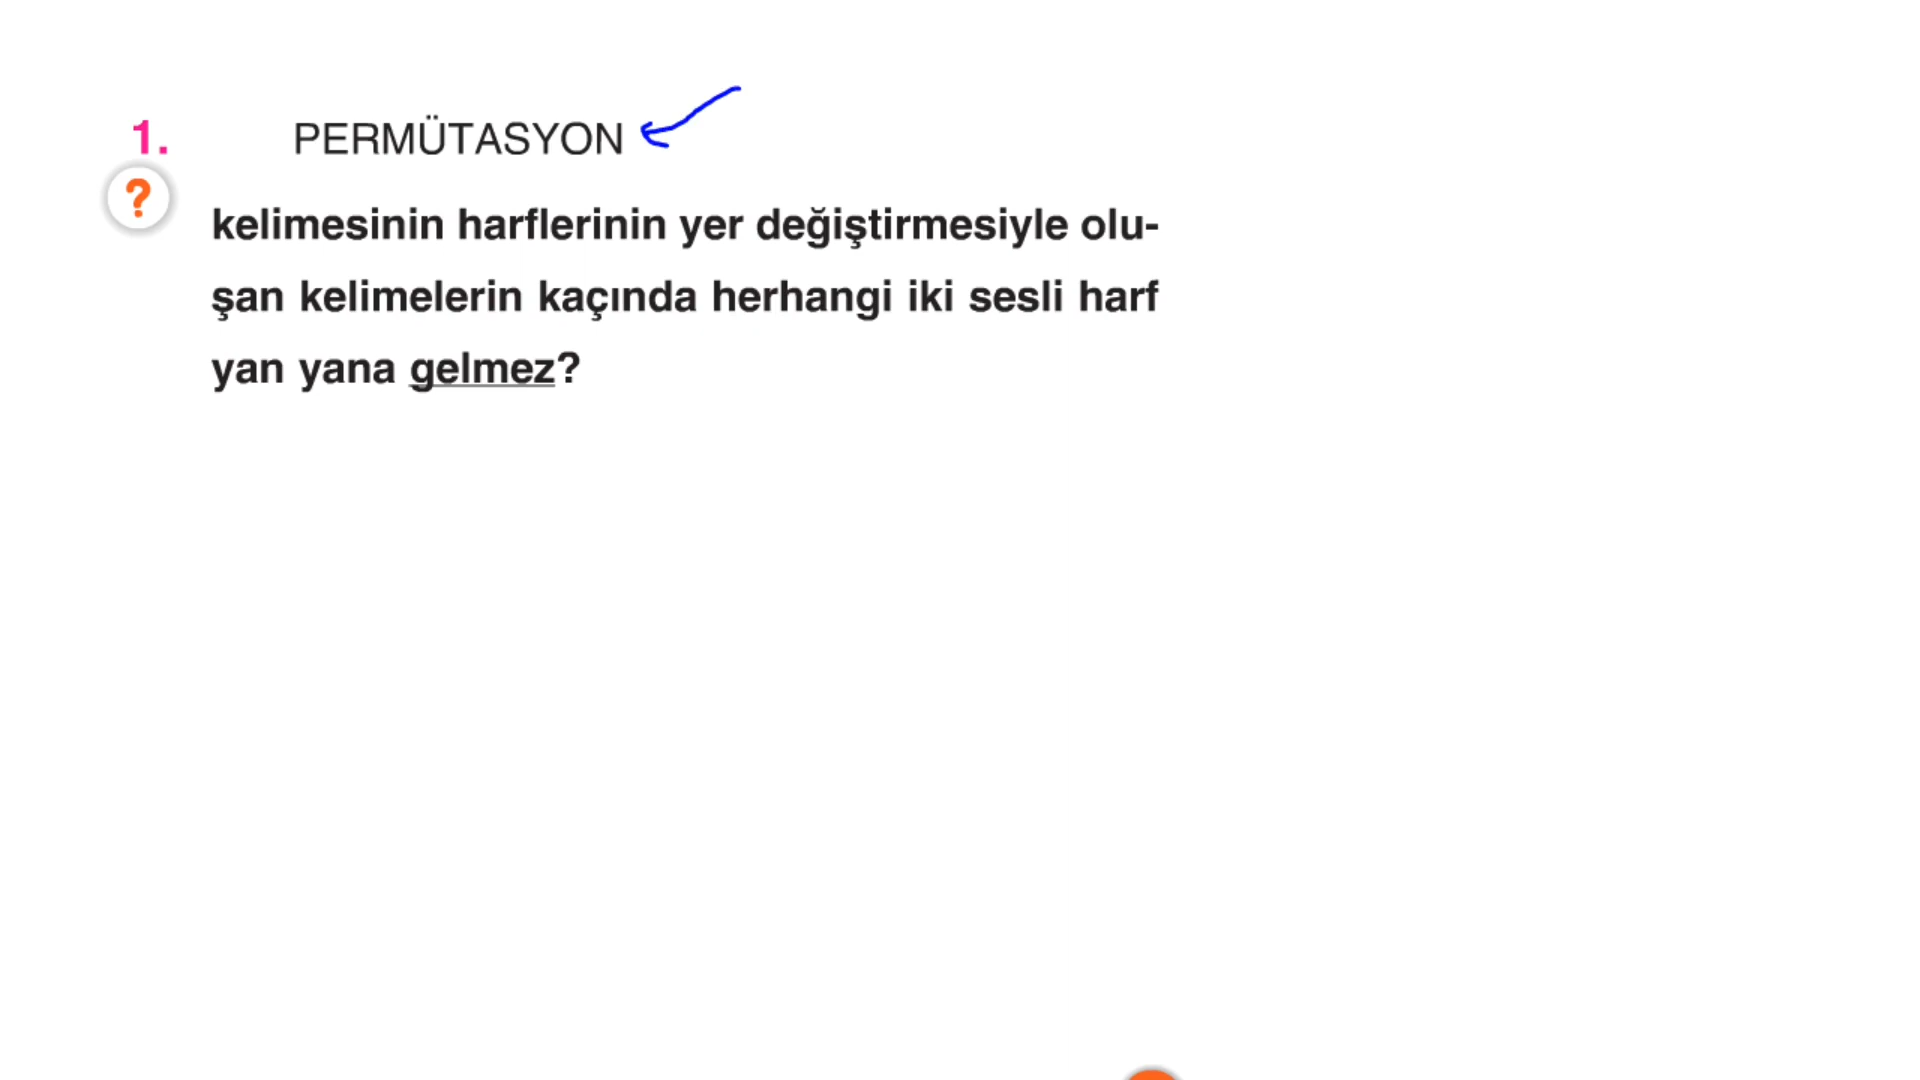 1. PERMÜTASYON
?
kelimesinin harflerinin yer değiştirmesiyle olu-
şan kelimelerin kaçında herhangi iki sesli harf
yan yana gelmez?